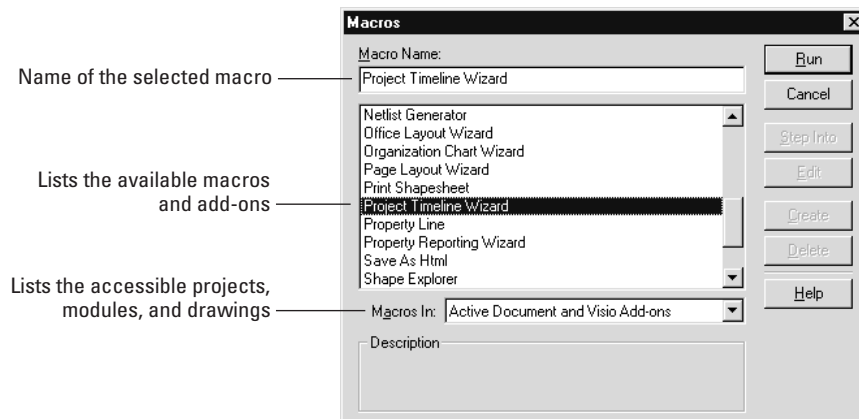 Macros
Macro Name:
Name of the selected macro
Project Timeline Wizard
Run
Cancel
Netlist Generator
Office Layout Wizard
Organization Chart Wizard
Page Layout Wizard
Print Shapesheet
Project Timeline Wizard
Property Line
Property Reporting Wizard
Save As Html
Shape Explorer
Step Into
Edit
Create
Delete
Lists the available macros
and add-ons
Lists the accessible projects,
modules, and drawings
Macros In:
Active Document and Visio Add-ons
Help
Description